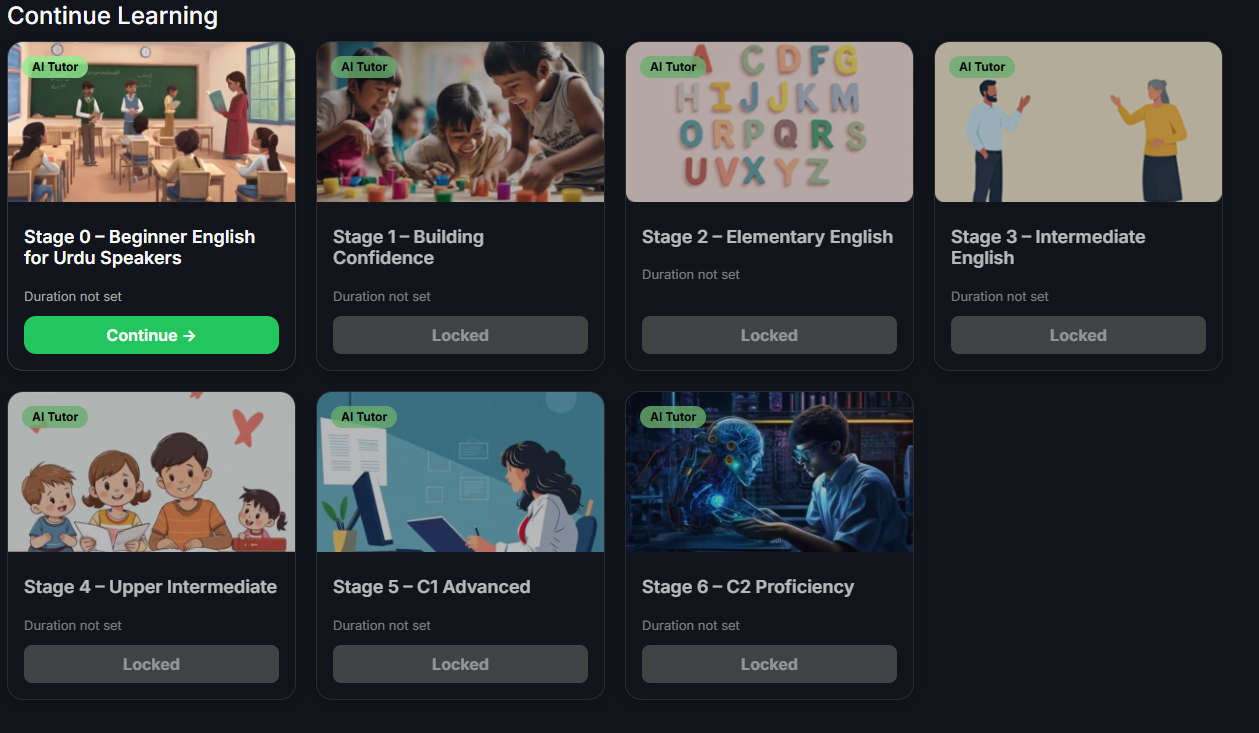 Continue Learning
AI Tutor
Stage 0 – Beginner English
for Urdu Speakers
Duration not set
Continue →
AI Tutor
Stage 1 – Building
Confidence
Duration not set
Locked
AI Tutor
A C D F G
H I J J K M
O R P Q R S
U V X Y Z
Stage 2 – Elementary English
Duration not set
Locked
AI Tutor
Stage 3 – Intermediate
English
Duration not set
Locked
AI Tutor
Stage 4 – Upper Intermediate
Duration not set
Locked
AI Tutor
Stage 5 – C1 Advanced
Duration not set
Locked
AI Tutor
Stage 6 – C2 Proficiency
Duration not set
Locked